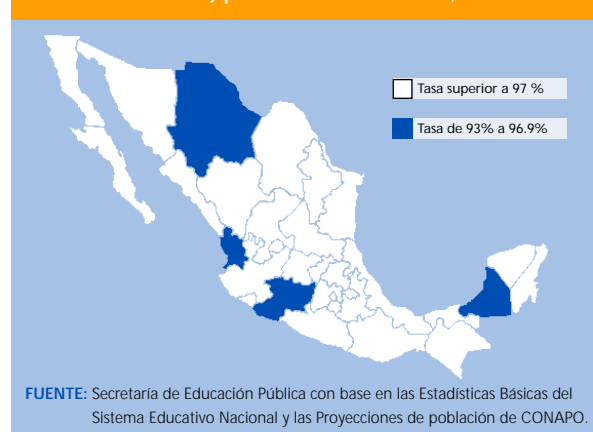 Tasa superior a 97 %
Tasa de 93% a 96.9%
FUENTE: Secretaría de Educación Pública con base en las Estadísticas Básicas del
Sistema Educativo Nacional y las Proyecciones de población de CONAPO.